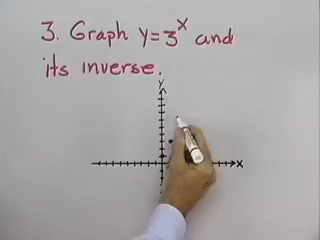 3. Graph y=3^x and
its inverse.
Y
X